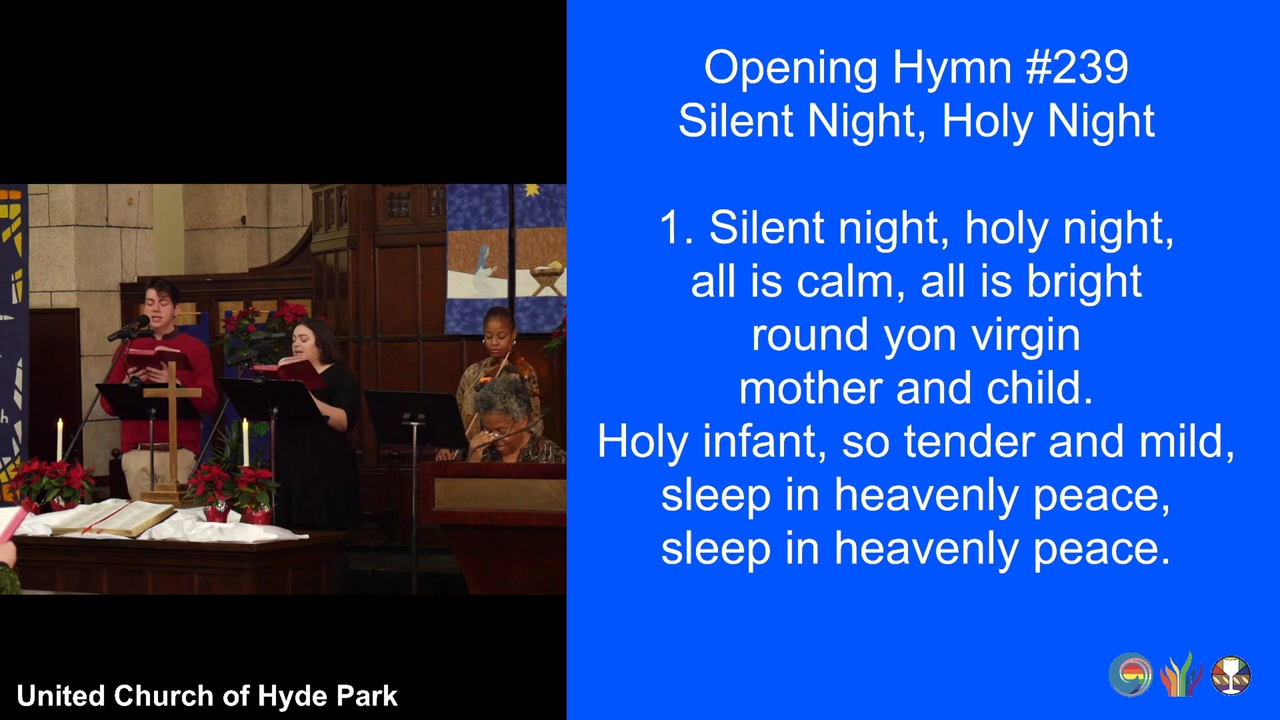 Opening Hymn #239
Silent Night, Holy Night
1. Silent night, holy night,
all is calm, all is bright
round yon virgin
mother and child.
Holy infant, so tender and mild,
sleep in heavenly peace,
sleep in heavenly peace.
United Church of Hyde Park